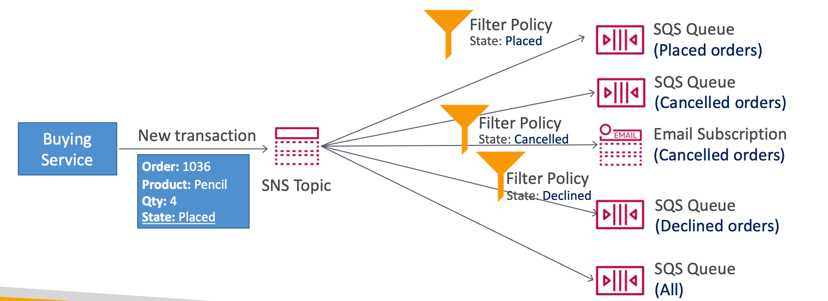 Filter Policy
State: Placed
SQS Queue
(Placed orders)
SQS Queue
(Cancelled orders)
Buying
Service
New transaction
Order: 1036
Product: Pencil
Qty: 4
State: Placed
SNS Topic
Filter Policy
State: Cancelled
EMAIL
Email Subscription
(Cancelled orders)
Filter Policy
State: Declined
SQS Queue
(Declined orders)
SQS Queue
(All)